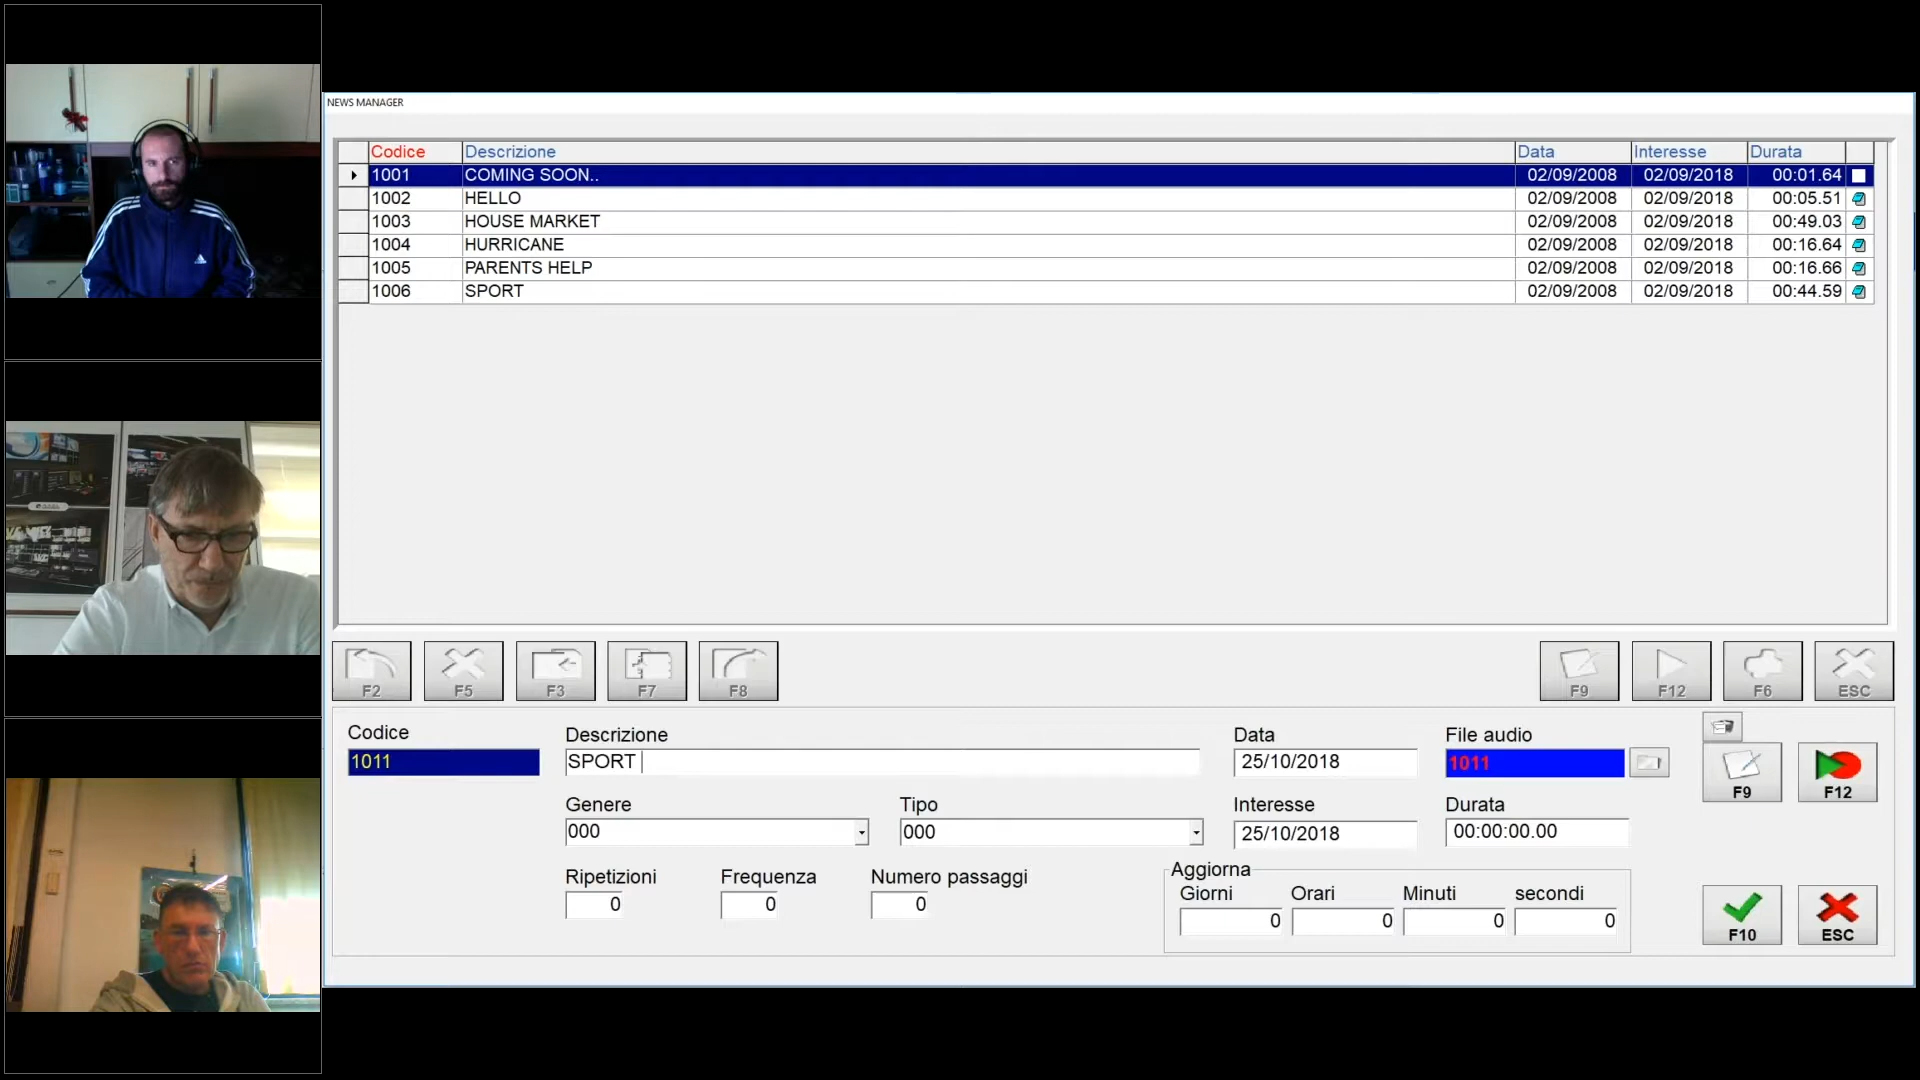 NEWS MANAGER
Codice Descrizione Data Interesse Durata
1001 COMING SOON.. 02/09/2008 02/09/2018 00:01.64
1002 HELLO 02/09/2008 02/09/2018 00:05.51
1003 HOUSE MARKET 02/09/2008 02/09/2018 00:49.03
1004 HURRICANE 02/09/2008 02/09/2018 00:16.64
1005 PARENTS HELP 02/09/2008 02/09/2018 00:16.66
1006 SPORT 02/09/2008 02/09/2018 00:44.59
F2 F5 F3 F7 F8 F9 F12 F6 ESC
Codice Descrizione Data File audio
1011 SPORT 25/10/2018 1011
F9 F12
Genere Tipo Interesse Durata
000 000 25/10/2018 00:00:00.00
Ripetizioni Frequenza Numero passaggi Aggiorna
Giorni Orari Minuti secondi
0 0 0 0 0 0 0
F10 ESC